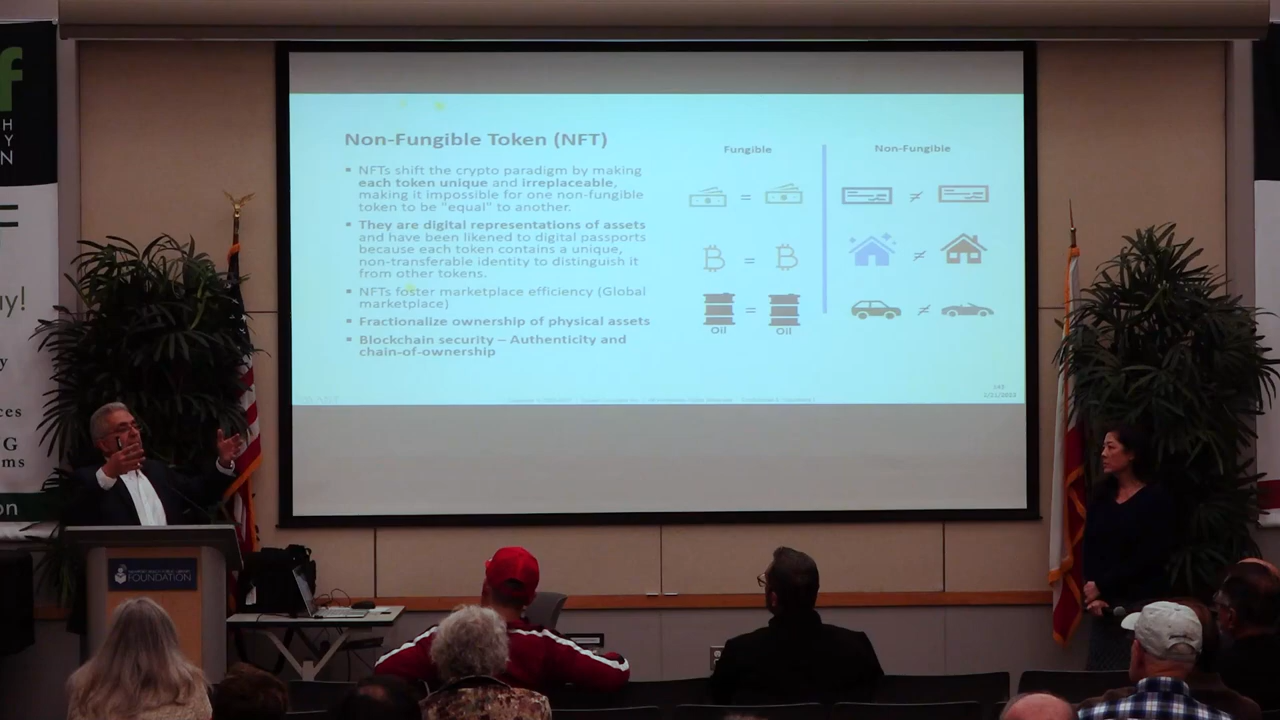 Non-Fungible Token (NFT)
▪ NFTs shift the crypto paradigm by making
each token unique and irreplaceable,
making it impossible for one non-fungible
token to be "equal" to another.
▪ They are digital representations of assets
and have been likened to digital passports
because each token contains a unique,
non-transferable identity to distinguish it
from other tokens.
▪ NFTs foster marketplace efficiency (Global
marketplace)
▪ Fractionalize ownership of physical assets
▪ Blockchain security – Authenticity and
chain-of-ownership
Fungible
Non-Fungible
=
≠
=
≠
=
≠
Oil
Oil
f
H
Y
N
ay!
y
ces
G
ms
on
FOUNDATION